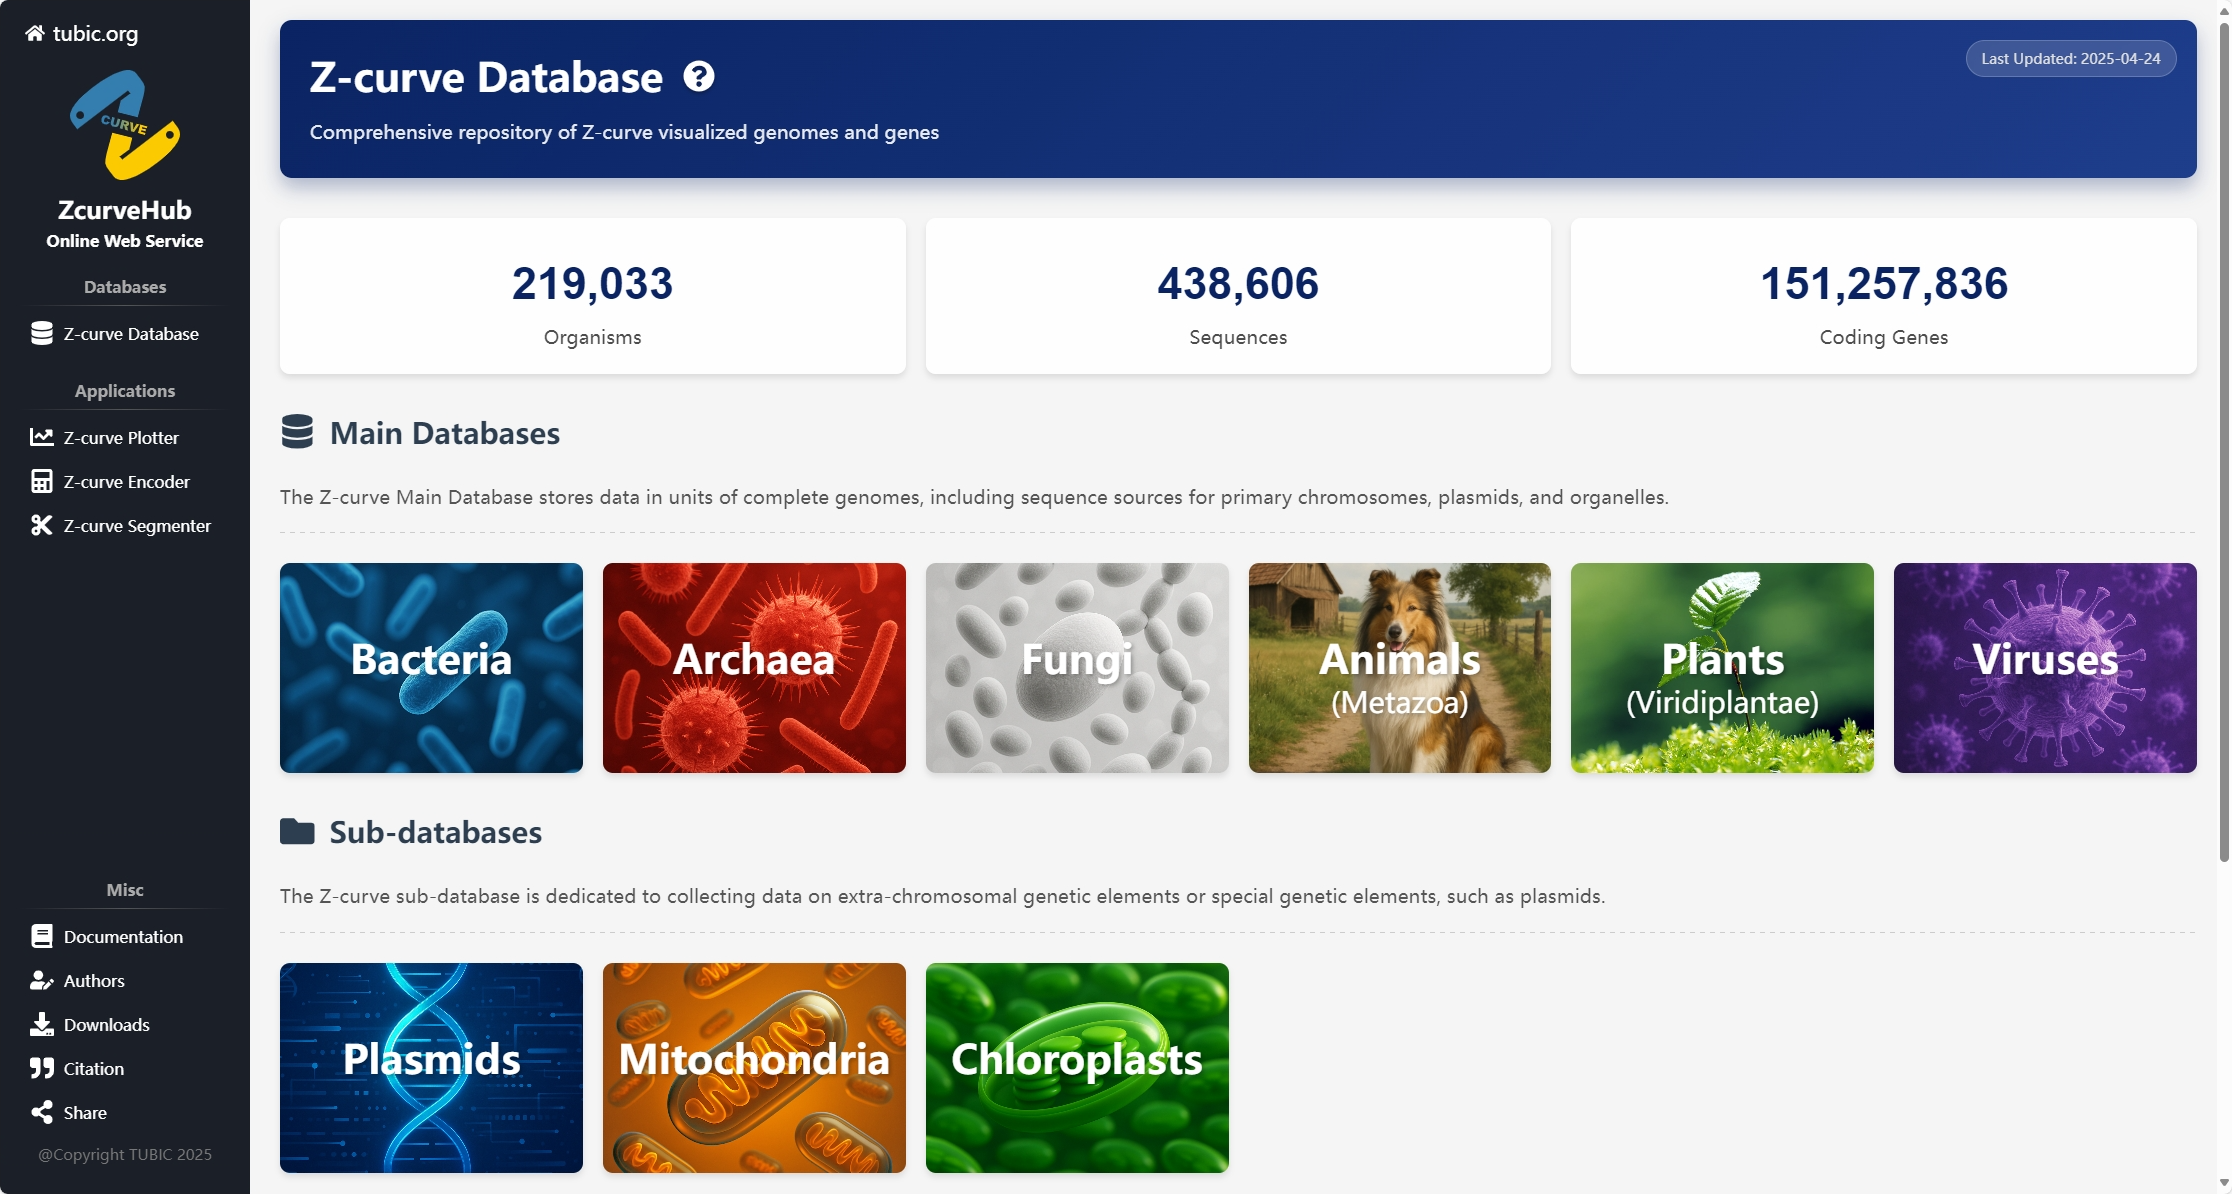 tubic.org
CURVE
ZcurveHub
Online Web Service
Databases
Z-curve Database
Applications
Z-curve Plotter
Z-curve Encoder
Z-curve Segmenter
Misc
Documentation
Authors
Downloads
Citation
Share
@Copyright TUBIC 2025
Z-curve Database
Last Updated: 2025-04-24
Comprehensive repository of Z-curve visualized genomes and genes
219,033
Organisms
438,606
Sequences
151,257,836
Coding Genes
Main Databases
The Z-curve Main Database stores data in units of complete genomes, including sequence sources for primary chromosomes, plasmids, and organelles.
Bacteria
Archaea
Fungi
Animals
(Metazoa)
Plants
(Viridiplantae)
Viruses
Sub-databases
The Z-curve sub-database is dedicated to collecting data on extra-chromosomal genetic elements or special genetic elements, such as plasmids.
Plasmids
Mitochondria
Chloroplasts